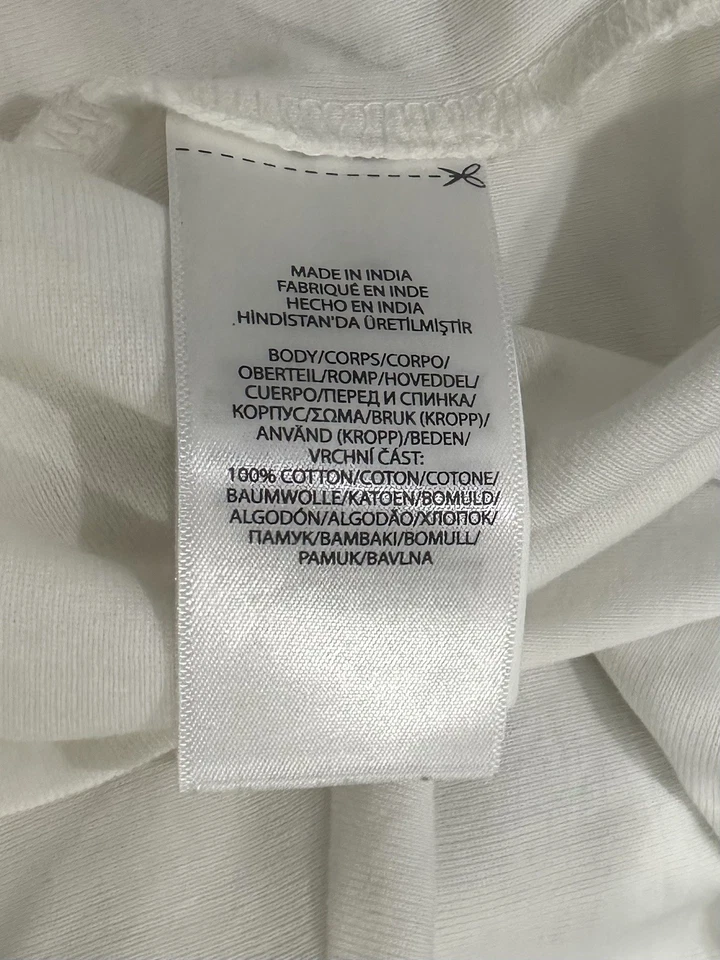 MADE IN INDIA
FABRIQUÉ EN INDE
HECHO EN INDIA
HİNDİSTAN'DA ÜRETİLMİŞTİR
BODY/CORPS/CORPO/
OBERTEIL/ROMP/HOVEDDEL/
CUERPO/ПЕРЕД И СПИНКА/
КОРПУС/ΣΩΜΑ/BRUK (KROPP)/
ANVÄND (KROPP)/BEDEN/
VRCHNÍ ČÁST:
100% COTTON/COTON/COTONE/
BAUMWOLLE/KATOEN/BOMULD/
ALGODÓN/ALGODÃO/ХЛОПОК/
ПАМУК/BAMBAKI/BOMULL/
PAMUK/BAVLNA